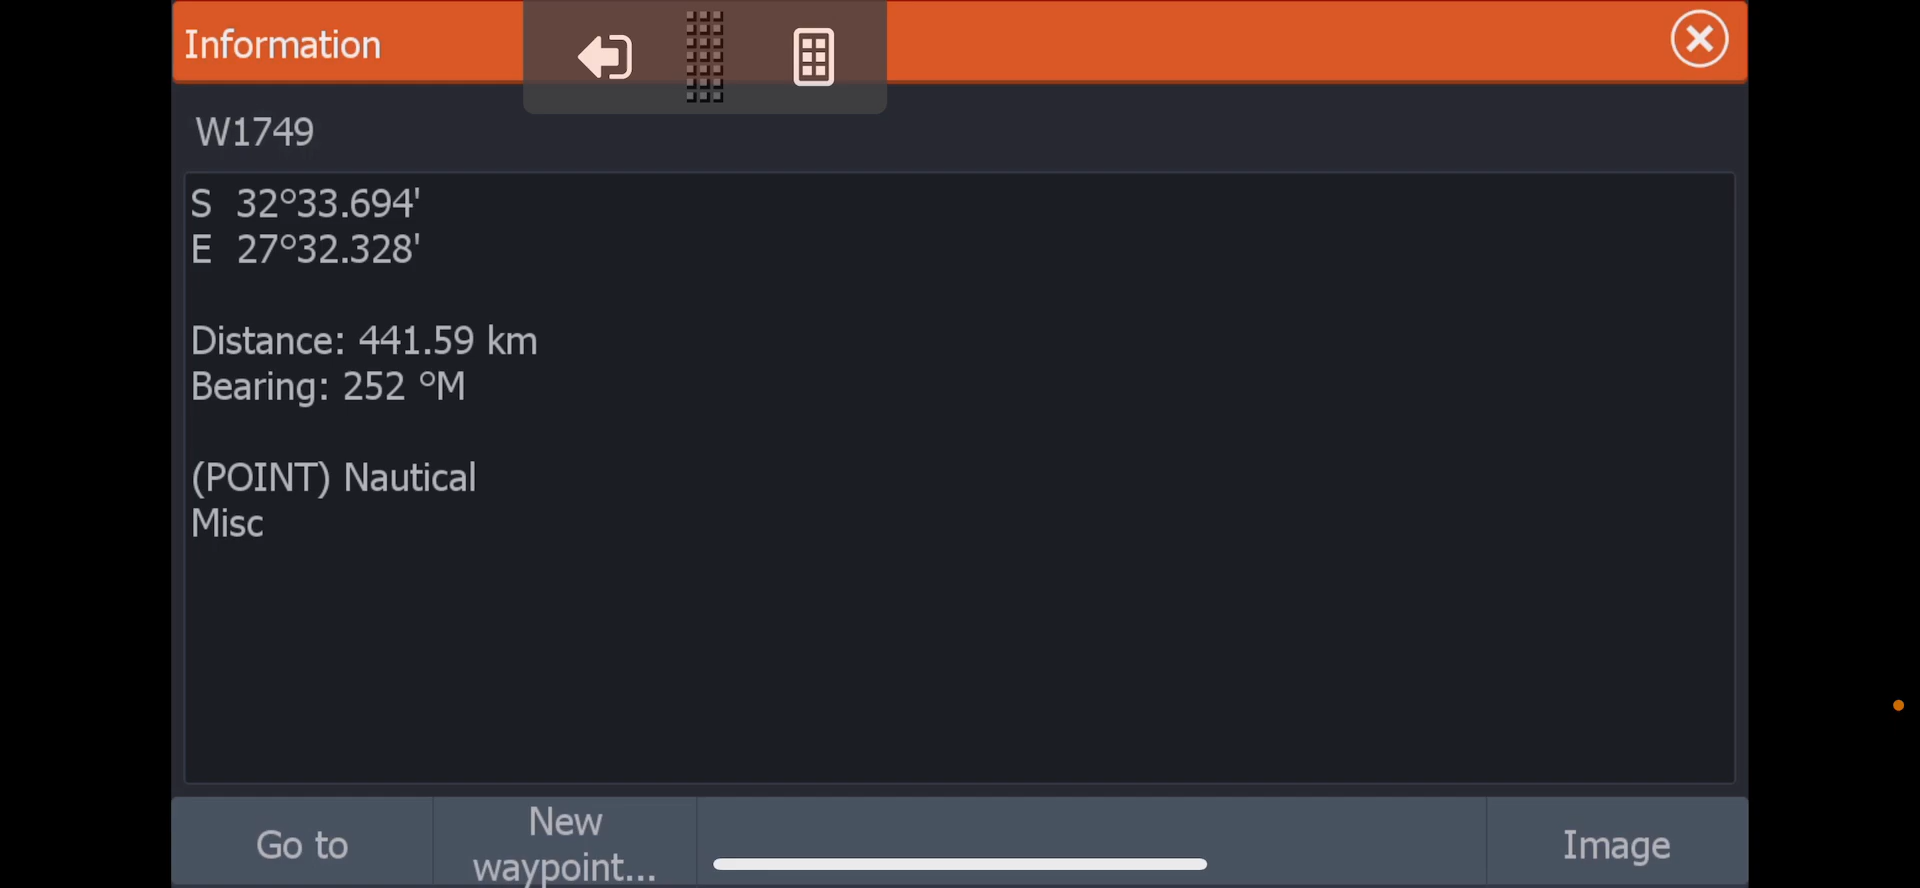 Information
W1749
S 32°33.694'
E 27°32.328'
Distance: 441.59 km
Bearing: 252 °M
(POINT) Nautical
Misc
Go to
New
waypoint...
Image